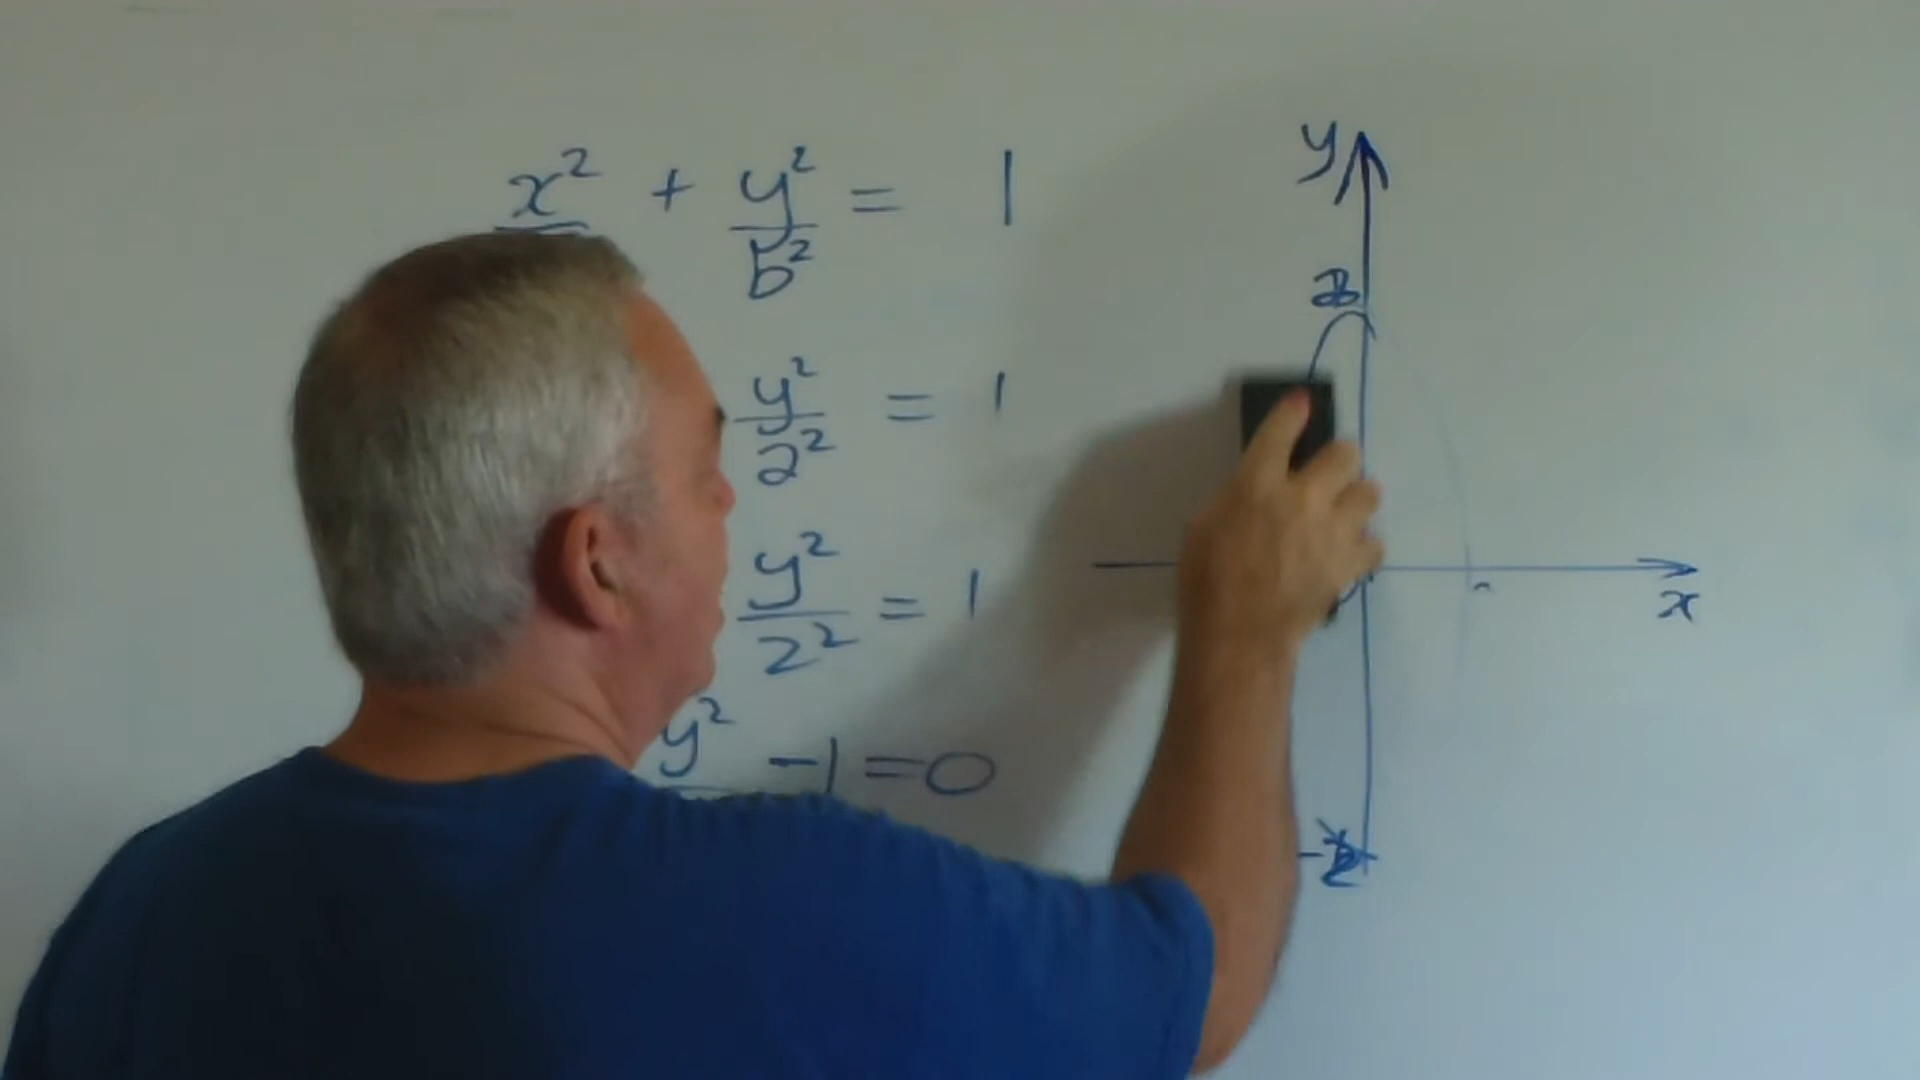 x² + y²/b² = 1
y²/2² = 1
y²/2² = 1
y² -1=0
y
x